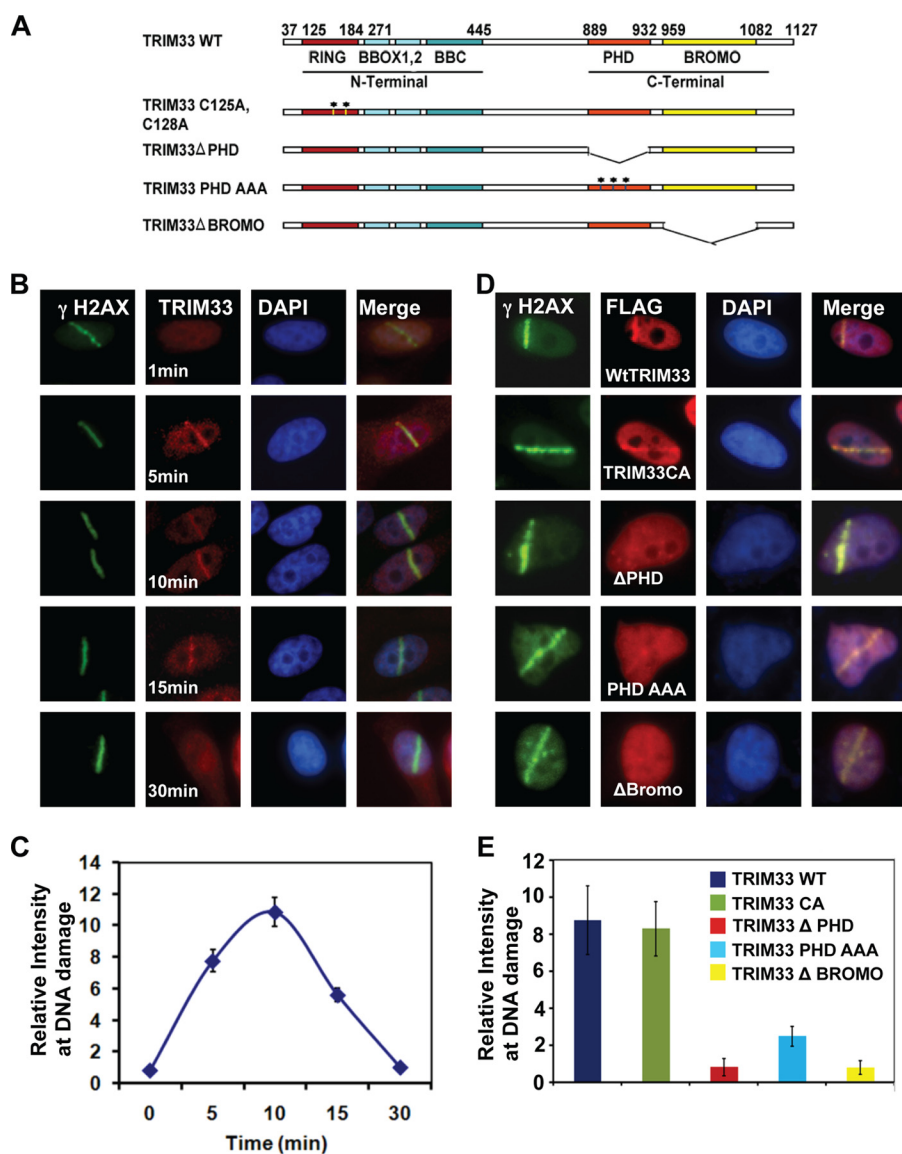 A
37 125 184 271 445 889 932 959 1082 1127
TRIM33 WT
RING BBOX1,2 BBC PHD BROMO
N-Terminal C-Terminal
TRIM33 C125A,
C128A
* *
TRIM33Δ PHD
TRIM33 PHD AAA
* * *
TRIM33Δ BROMO
B
γ H2AX TRIM33 DAPI Merge
1min
5min
10min
15min
30min
D
γ H2AX FLAG DAPI Merge
WtTRIM33
TRIM33CA
ΔPHD
PHD AAA
ΔBromo
C
Relative Intensity
at DNA damage
14
12
10
8
6
4
2
0
0 5 10 15 30
Time (min)
E
Relative Intensity
at DNA damage
12
10
8
6
4
2
0
TRIM33 WT
TRIM33 CA
TRIM33 Δ PHD
TRIM33 PHD AAA
TRIM33 Δ BROMO